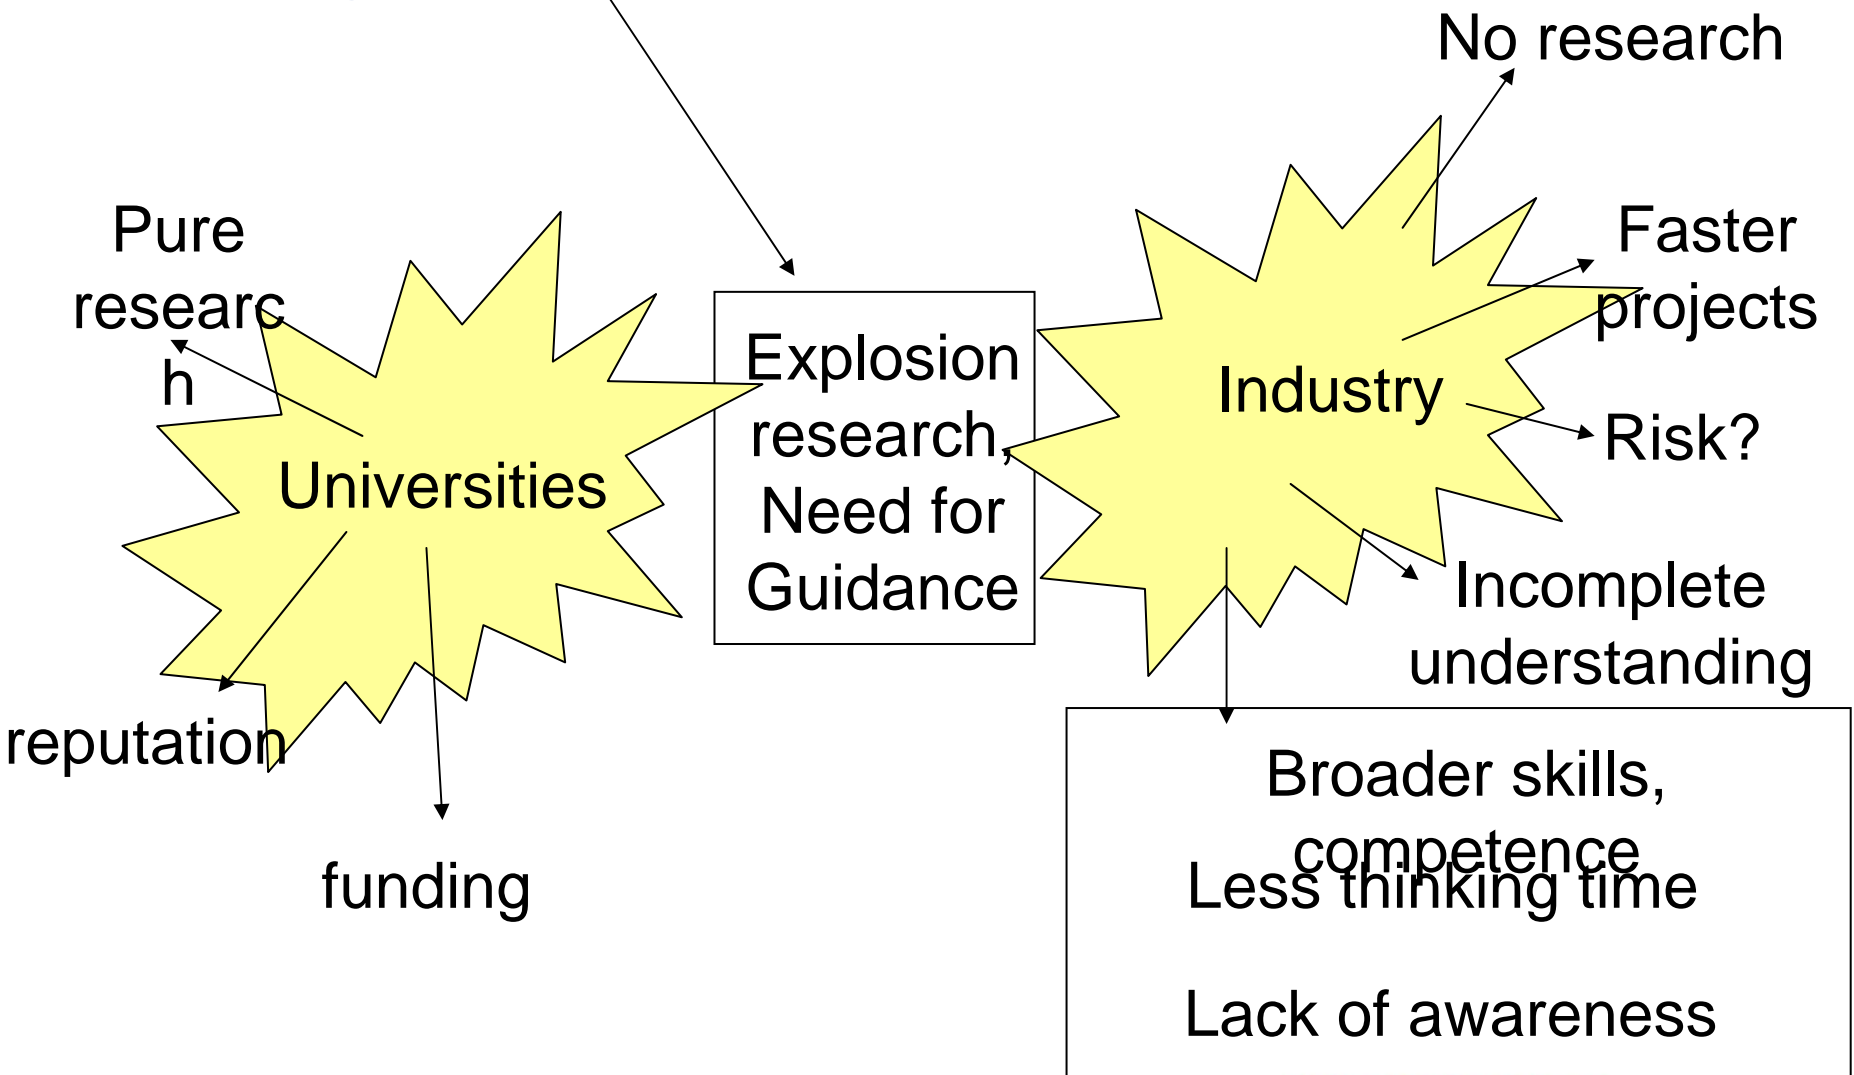 No research
Pure
researc
h
Faster
projects
Explosion
research,
Need for
Guidance
Industry
Risk?
Universities
Incomplete
understanding
reputation
funding
Broader skills,
competence
Less thinking time
Lack of awareness